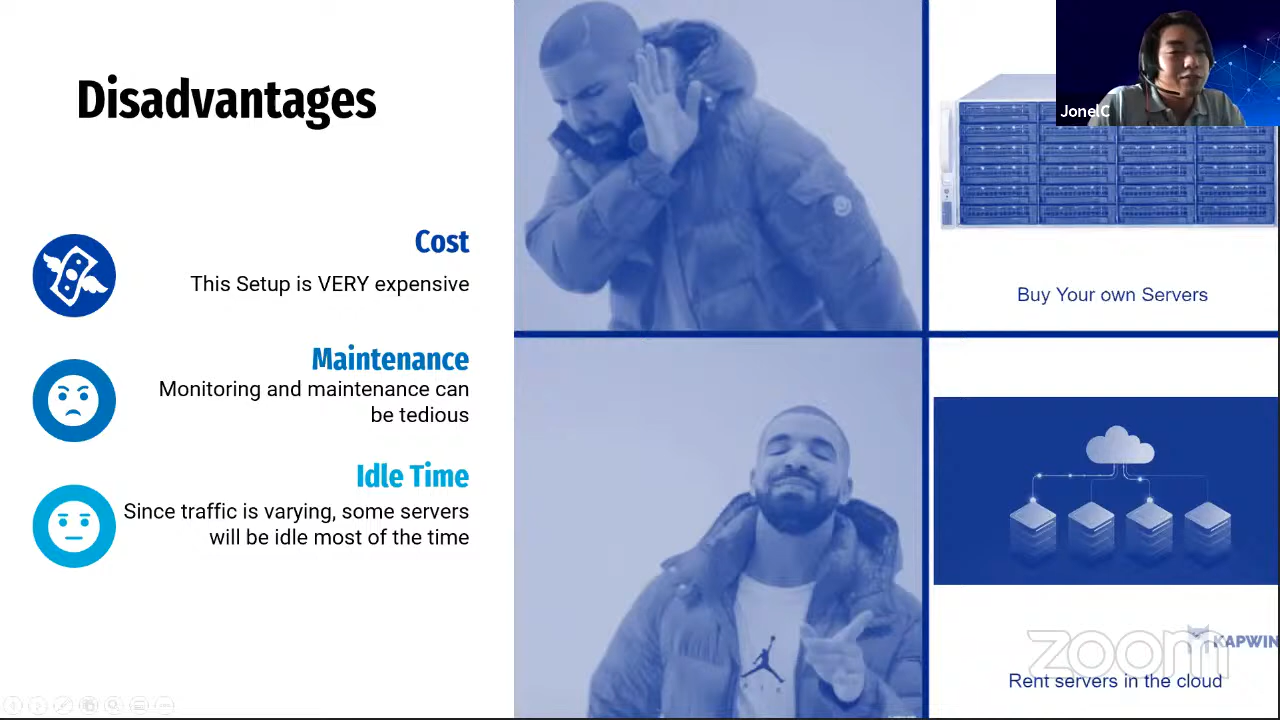 Disadvantages
Cost
This Setup is VERY expensive
Maintenance
Monitoring and maintenance can
be tedious
Idle Time
Since traffic is varying, some servers
will be idle most of the time
JonelC
Buy Your own Servers
KAPWIN
zoom
Rent servers in the cloud